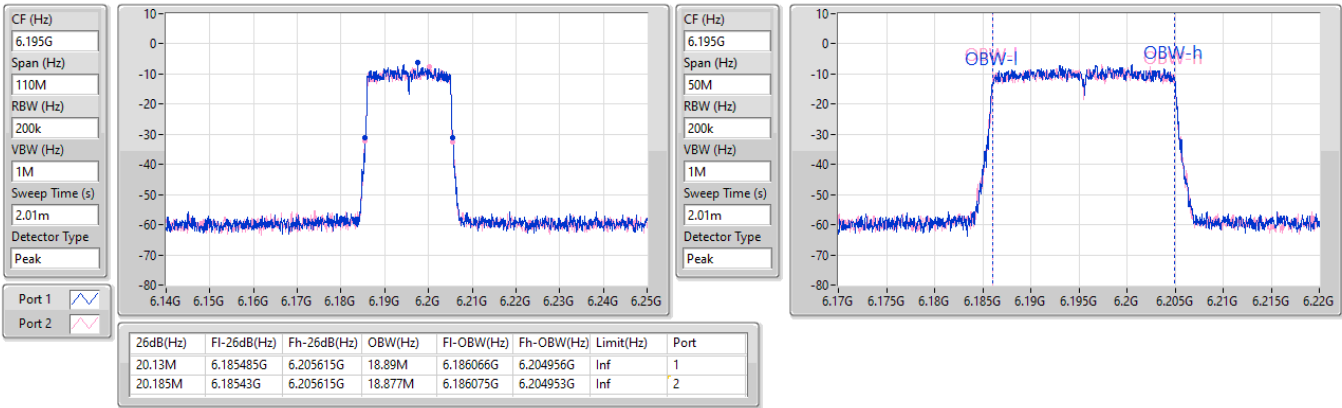 CF (Hz)
6.195G
Span (Hz)
110M
RBW (Hz)
200k
VBW (Hz)
1M
Sweep Time (s)
2.01m
Detector Type
Peak
Port 1
Port 2
10-
0-
-10-
-20-
-30-
-40-
-50-
-60-
-70-
-80-
6.14G 6.15G 6.16G 6.17G 6.18G 6.19G 6.2G 6.21G 6.22G 6.23G 6.24G 6.25G
CF (Hz)
6.195G
Span (Hz)
50M
RBW (Hz)
200k
VBW (Hz)
1M
Sweep Time (s)
2.01m
Detector Type
Peak
10-
0-
-10-
-20-
-30-
-40-
-50-
-60-
-70-
-80-
OBW-l OBW-h
OBW-l OBW-h
6.17G 6.175G 6.18G 6.185G 6.19G 6.195G 6.2G 6.205G 6.21G 6.215G 6.22G
26dB(Hz) Fl-26dB(Hz) Fh-26dB(Hz) OBW(Hz) Fl-OBW(Hz) Fh-OBW(Hz) Limit(Hz) Port
20.13M 6.185485G 6.205615G 18.89M 6.186066G 6.204956G Inf 1
20.185M 6.18543G 6.205615G 18.877M 6.186075G 6.204953G Inf 2